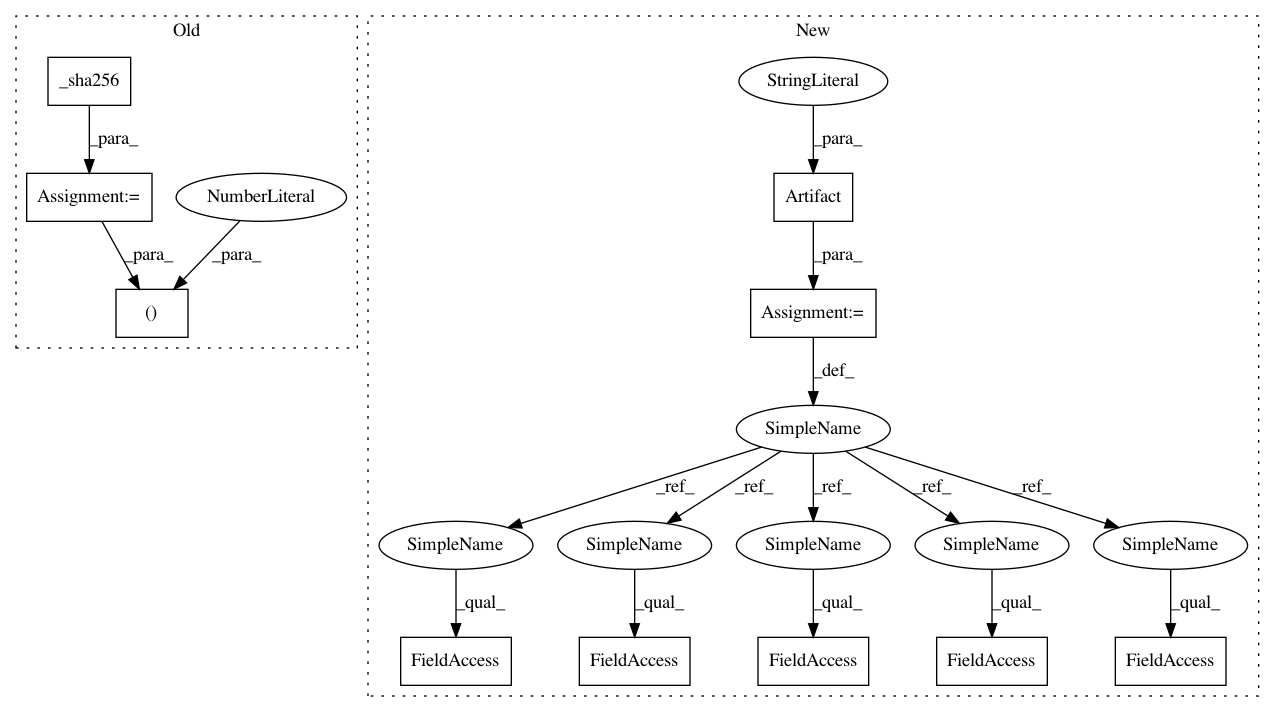 Old
New
_sha256
StringLiteral
_para_
_para_
Assignment:=
NumberLiteral
Artifact
_para_
_para_
_para_
()
Assignment:=
_def_
SimpleName
_ref_
_ref_
_ref_
_ref_
_ref_
SimpleName
SimpleName
SimpleName
SimpleName
SimpleName
_qual_
_qual_
_qual_
_qual_
_qual_
FieldAccess
FieldAccess
FieldAccess
FieldAccess
FieldAccess